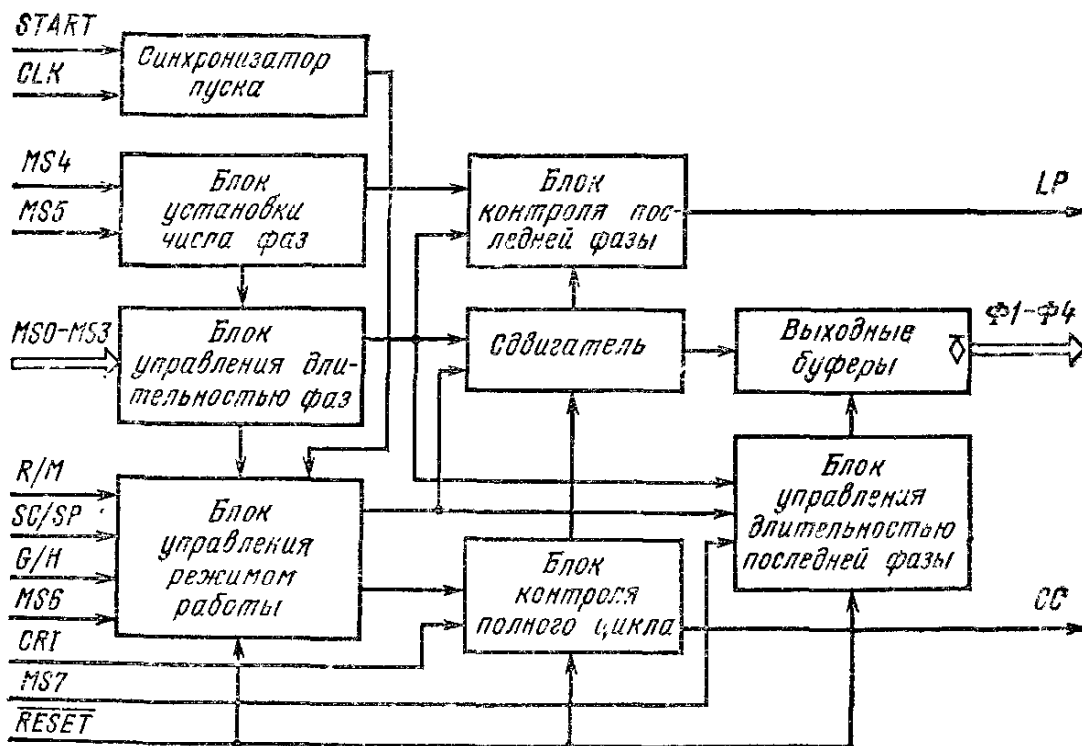 START
CLK
Синхронизатор
пуска
MS4
MS5
Блок
установки
числа фаз
Блок
контроля пос-
ледней фазы
LP
MS0-MS3
Блок
управления дли-
тельностью фаз
Сдвигатель
Выходные
буферы
Ф1-Ф4
R/M
SC/SP
G/H
MS6
Блок
управления
режимом
работы
Блок
контроля
полного цикла
Блок
управления
длительностью
последней фазы
CC
CRI
MS7
RESET